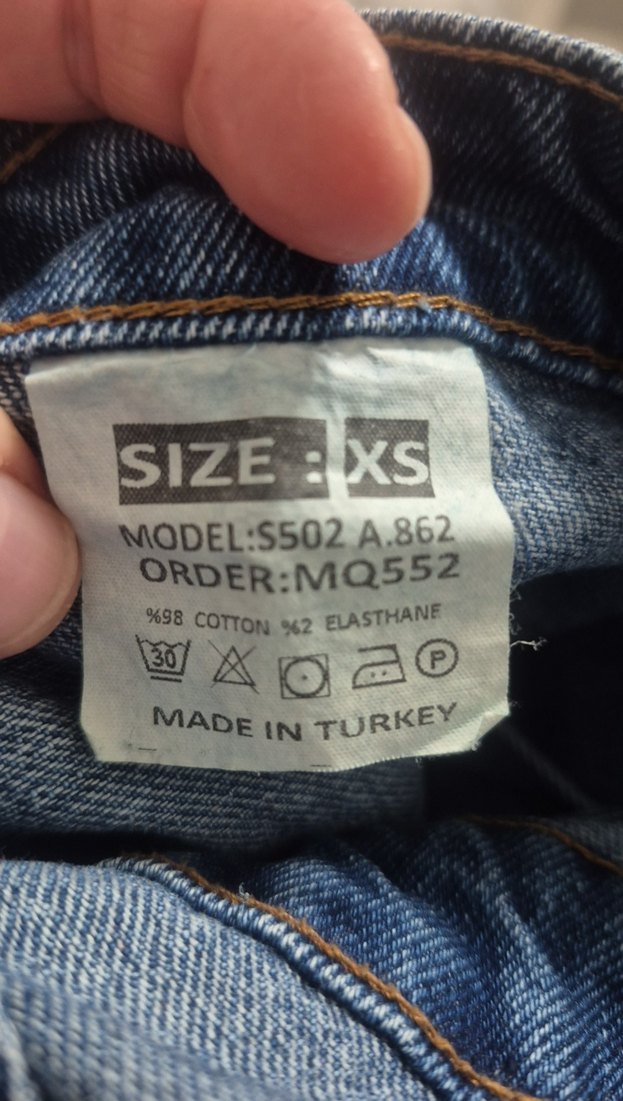 SIZE : XS
MODEL:S502 A.862
ORDER:MQ552
%98 COTTON %2 ELASTHANE
30 P
MADE IN TURKEY